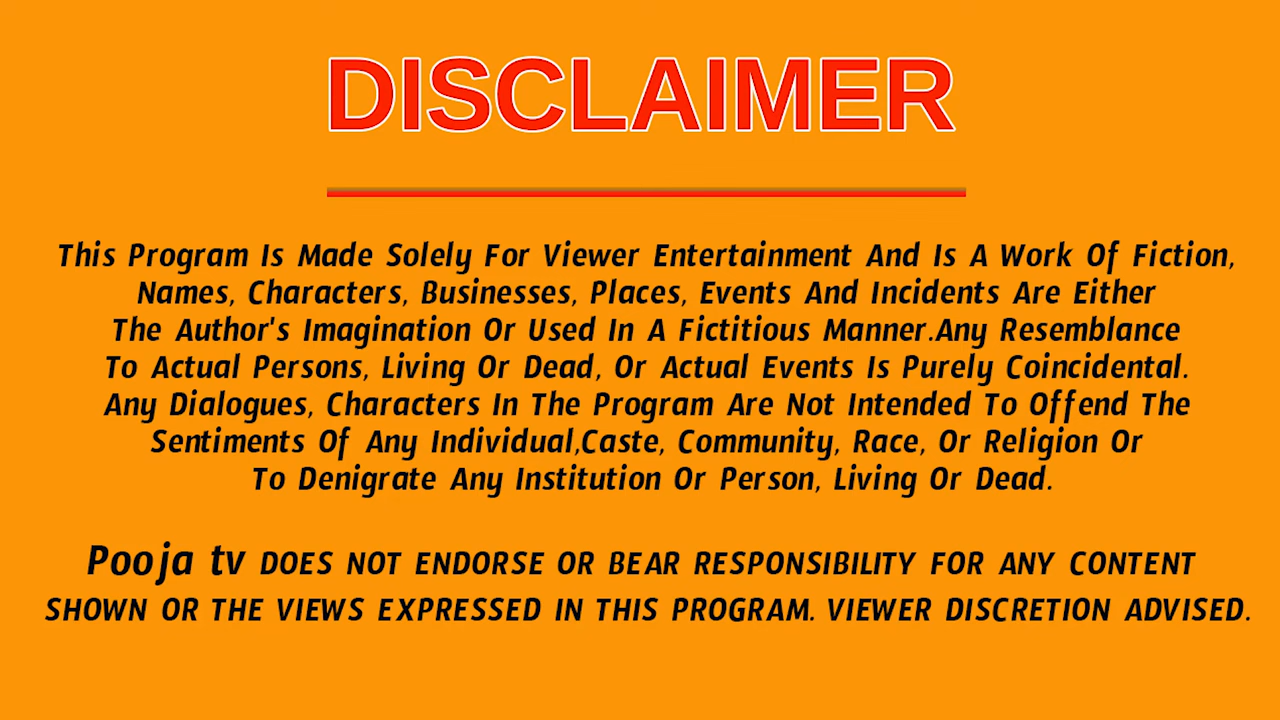 DISCLAIMER
This Program Is Made Solely For Viewer Entertainment And Is A Work Of Fiction,
Names, Characters, Businesses, Places, Events And Incidents Are Either
The Author's Imagination Or Used In A Fictitious Manner.Any Resemblance
To Actual Persons, Living Or Dead, Or Actual Events Is Purely Coincidental.
Any Dialogues, Characters In The Program Are Not Intended To Offend The
Sentiments Of Any Individual,Caste, Community, Race, Or Religion Or
To Denigrate Any Institution Or Person, Living Or Dead.
Pooja tv DOES NOT ENDORSE OR BEAR RESPONSIBILITY FOR ANY CONTENT
SHOWN OR THE VIEWS EXPRESSED IN THIS PROGRAM. VIEWER DISCRETION ADVISED.